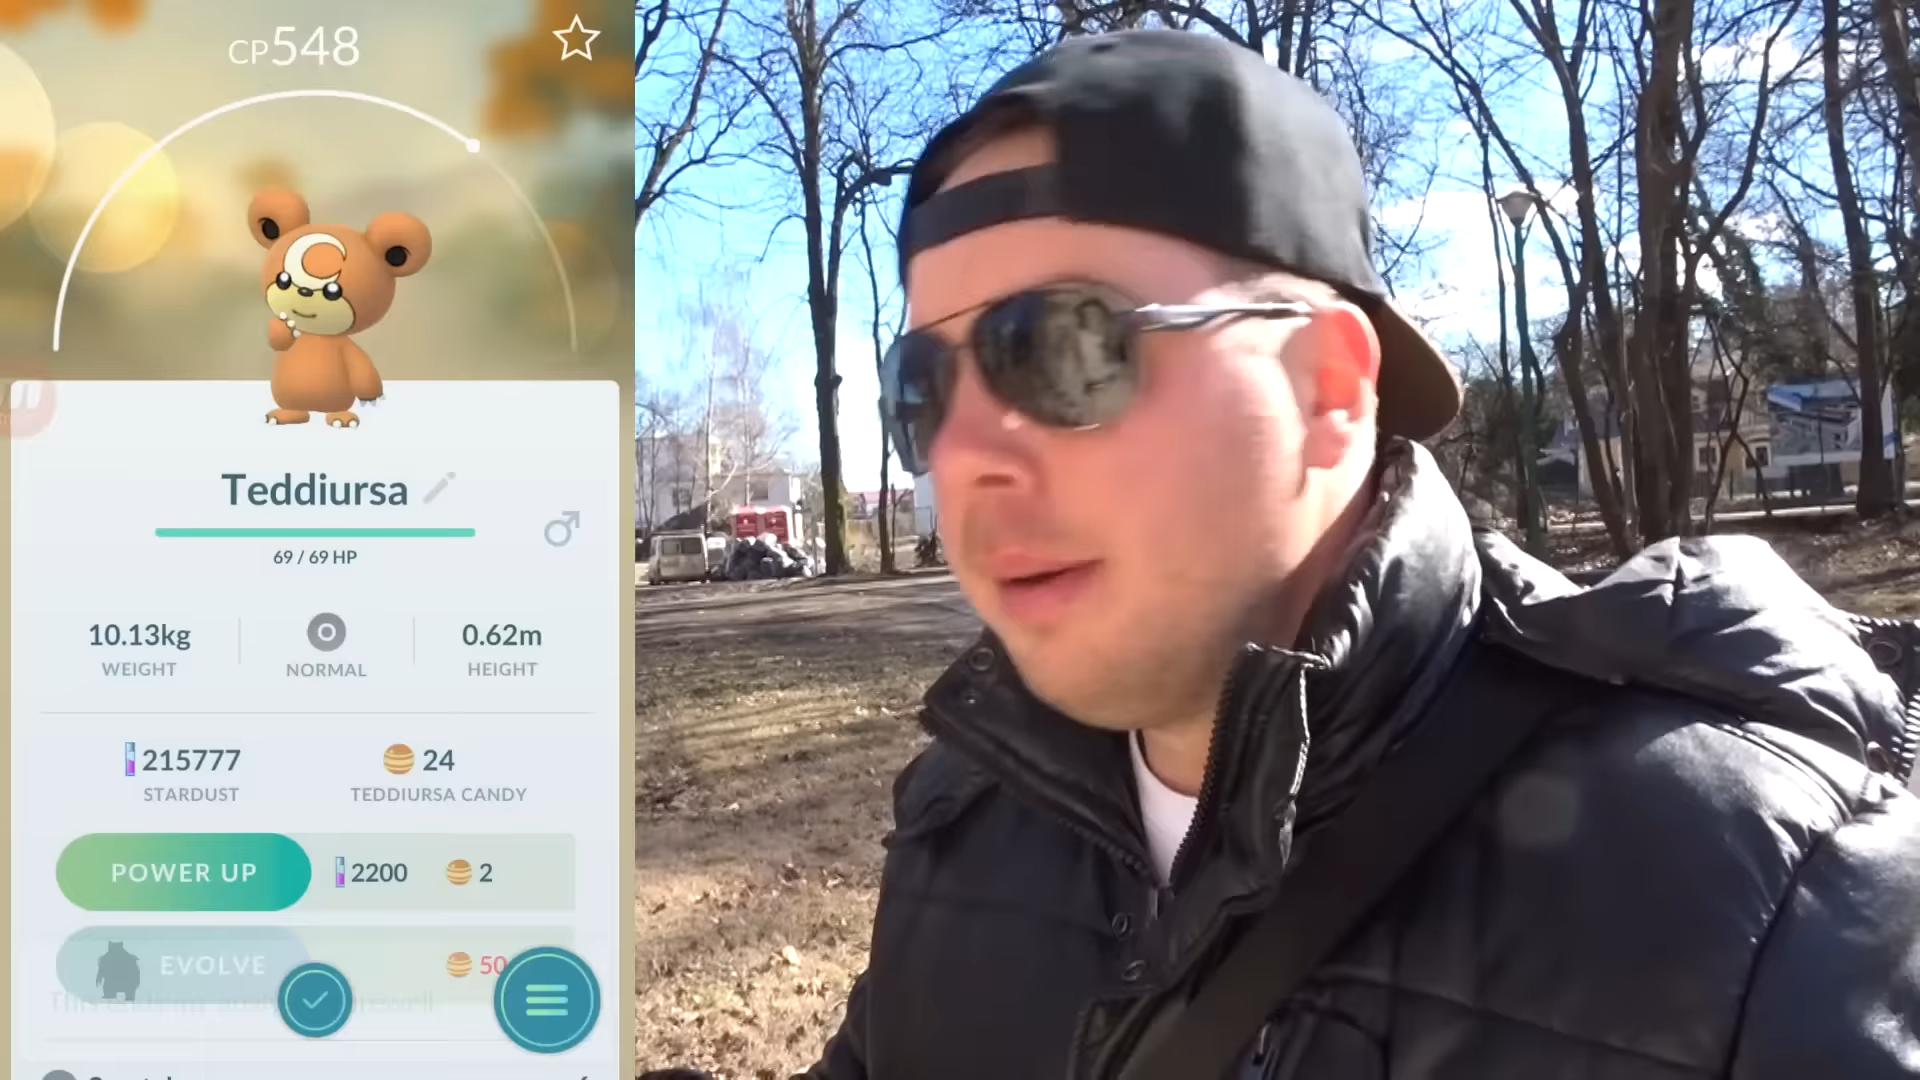 CP548
Teddiursa
69 / 69 HP
10.13kg
WEIGHT
NORMAL
0.62m
HEIGHT
215777
STARDUST
24
TEDDIURSA CANDY
POWER UP
2200
2
EVOLVE
50